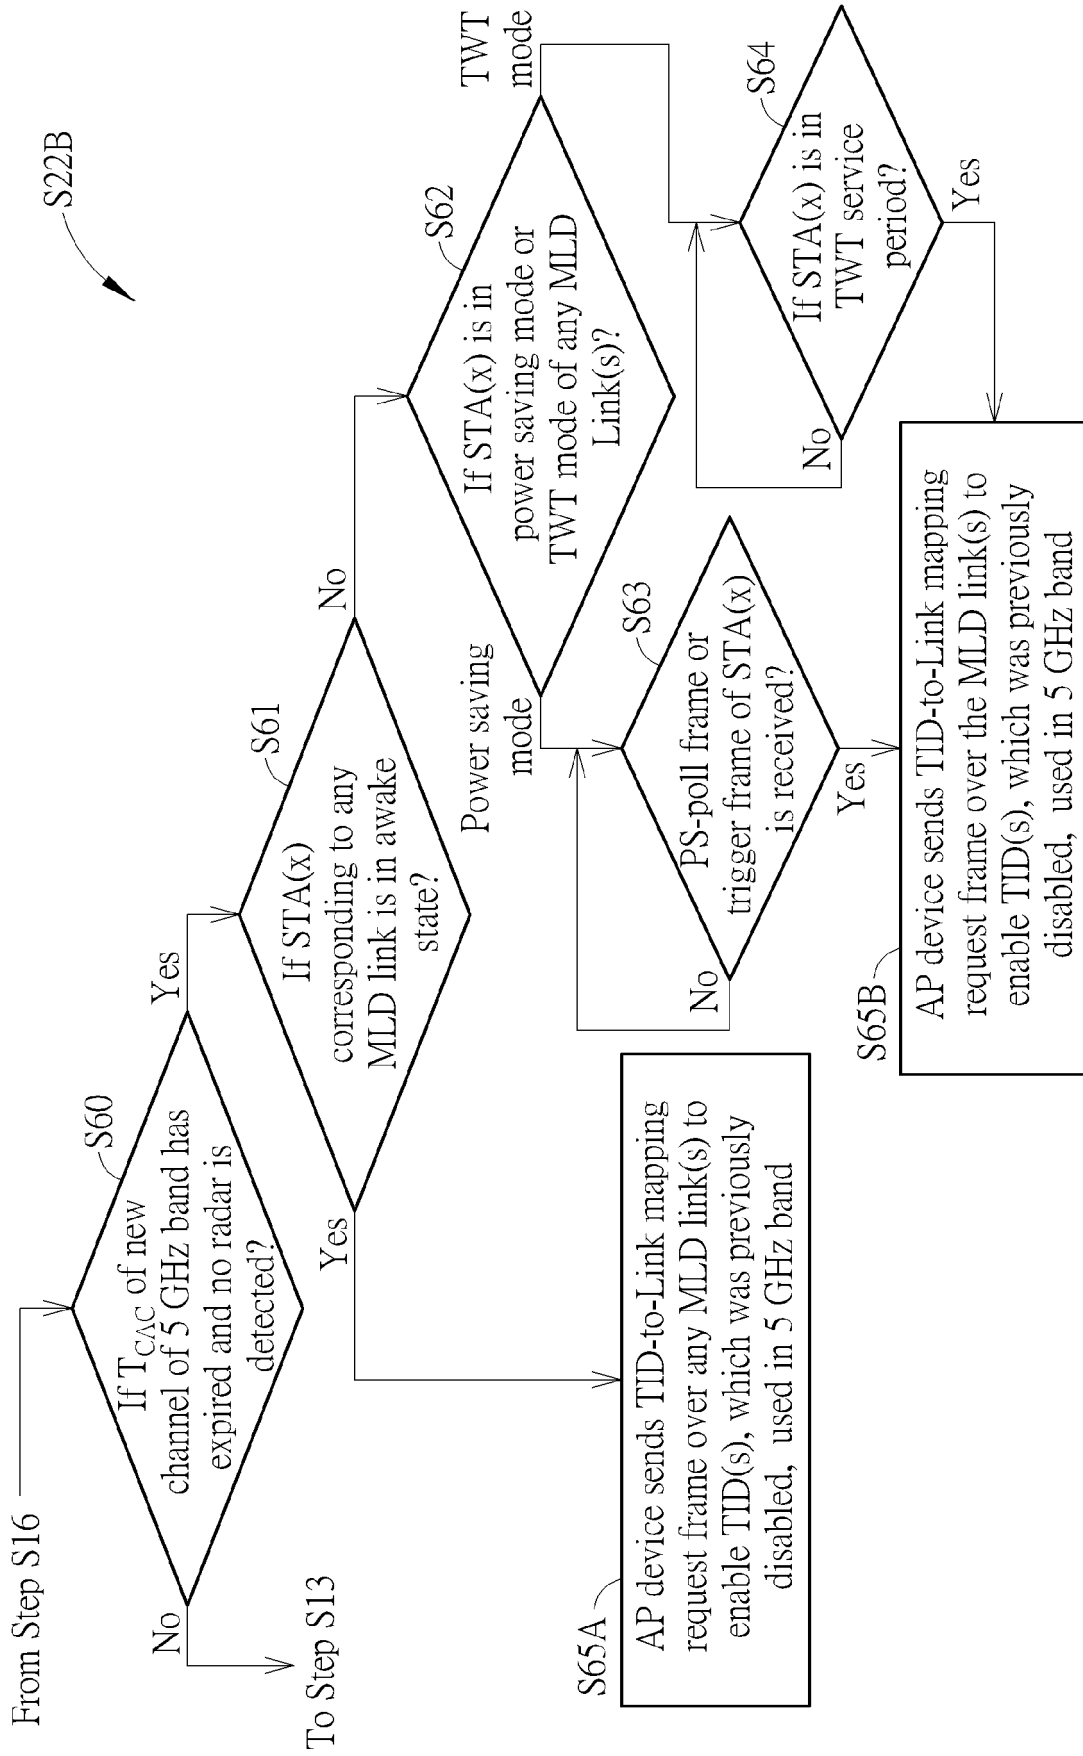 S22B
From Step S16
S60
If T_CAC of new
channel of 5 GHz band has
expired and no radar is
detected?
No
To Step S13
Yes
S61
If STA(x)
corresponding to any
MLD link is in awake
state?
Yes
No
S62
If STA(x) is in
power saving mode or
TWT mode of any MLD
Link(s)?
Power saving
mode
TWT
mode
S63
PS-poll frame or
trigger frame of STA(x)
is received?
No
Yes
S64
If STA(x) is in
TWT service
period?
No
Yes
S65A
AP device sends TID-to-Link mapping
request frame over any MLD link(s) to
enable TID(s), which was previously
disabled, used in 5 GHz band
S65B
AP device sends TID-to-Link mapping
request frame over the MLD link(s) to
enable TID(s), which was previously
disabled, used in 5 GHz band